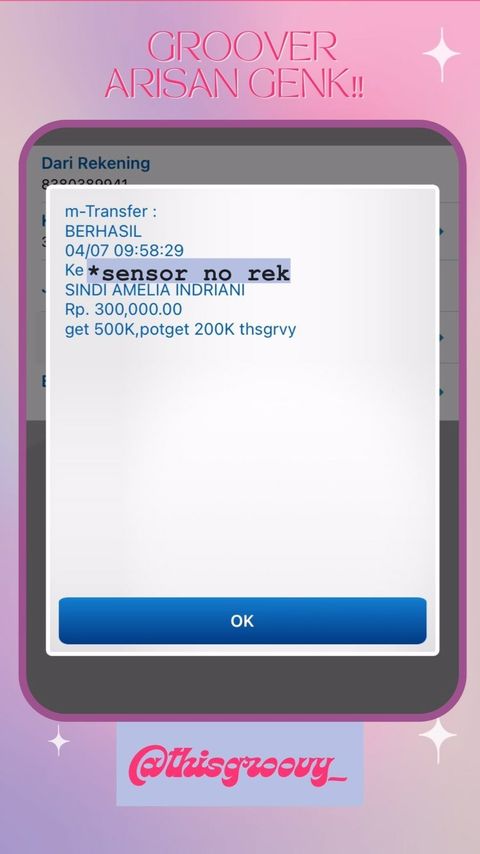 GROOVER
ARISAN GENK!!
Dari Rekening
8380389941
m-Transfer :
BERHASIL
04/07 09:58:29
Ke *sensor no rek
SINDI AMELIA INDRIANI
Rp. 300,000.00
get 500K,potget 200K thsgrvy
OK
@thisgroovy_